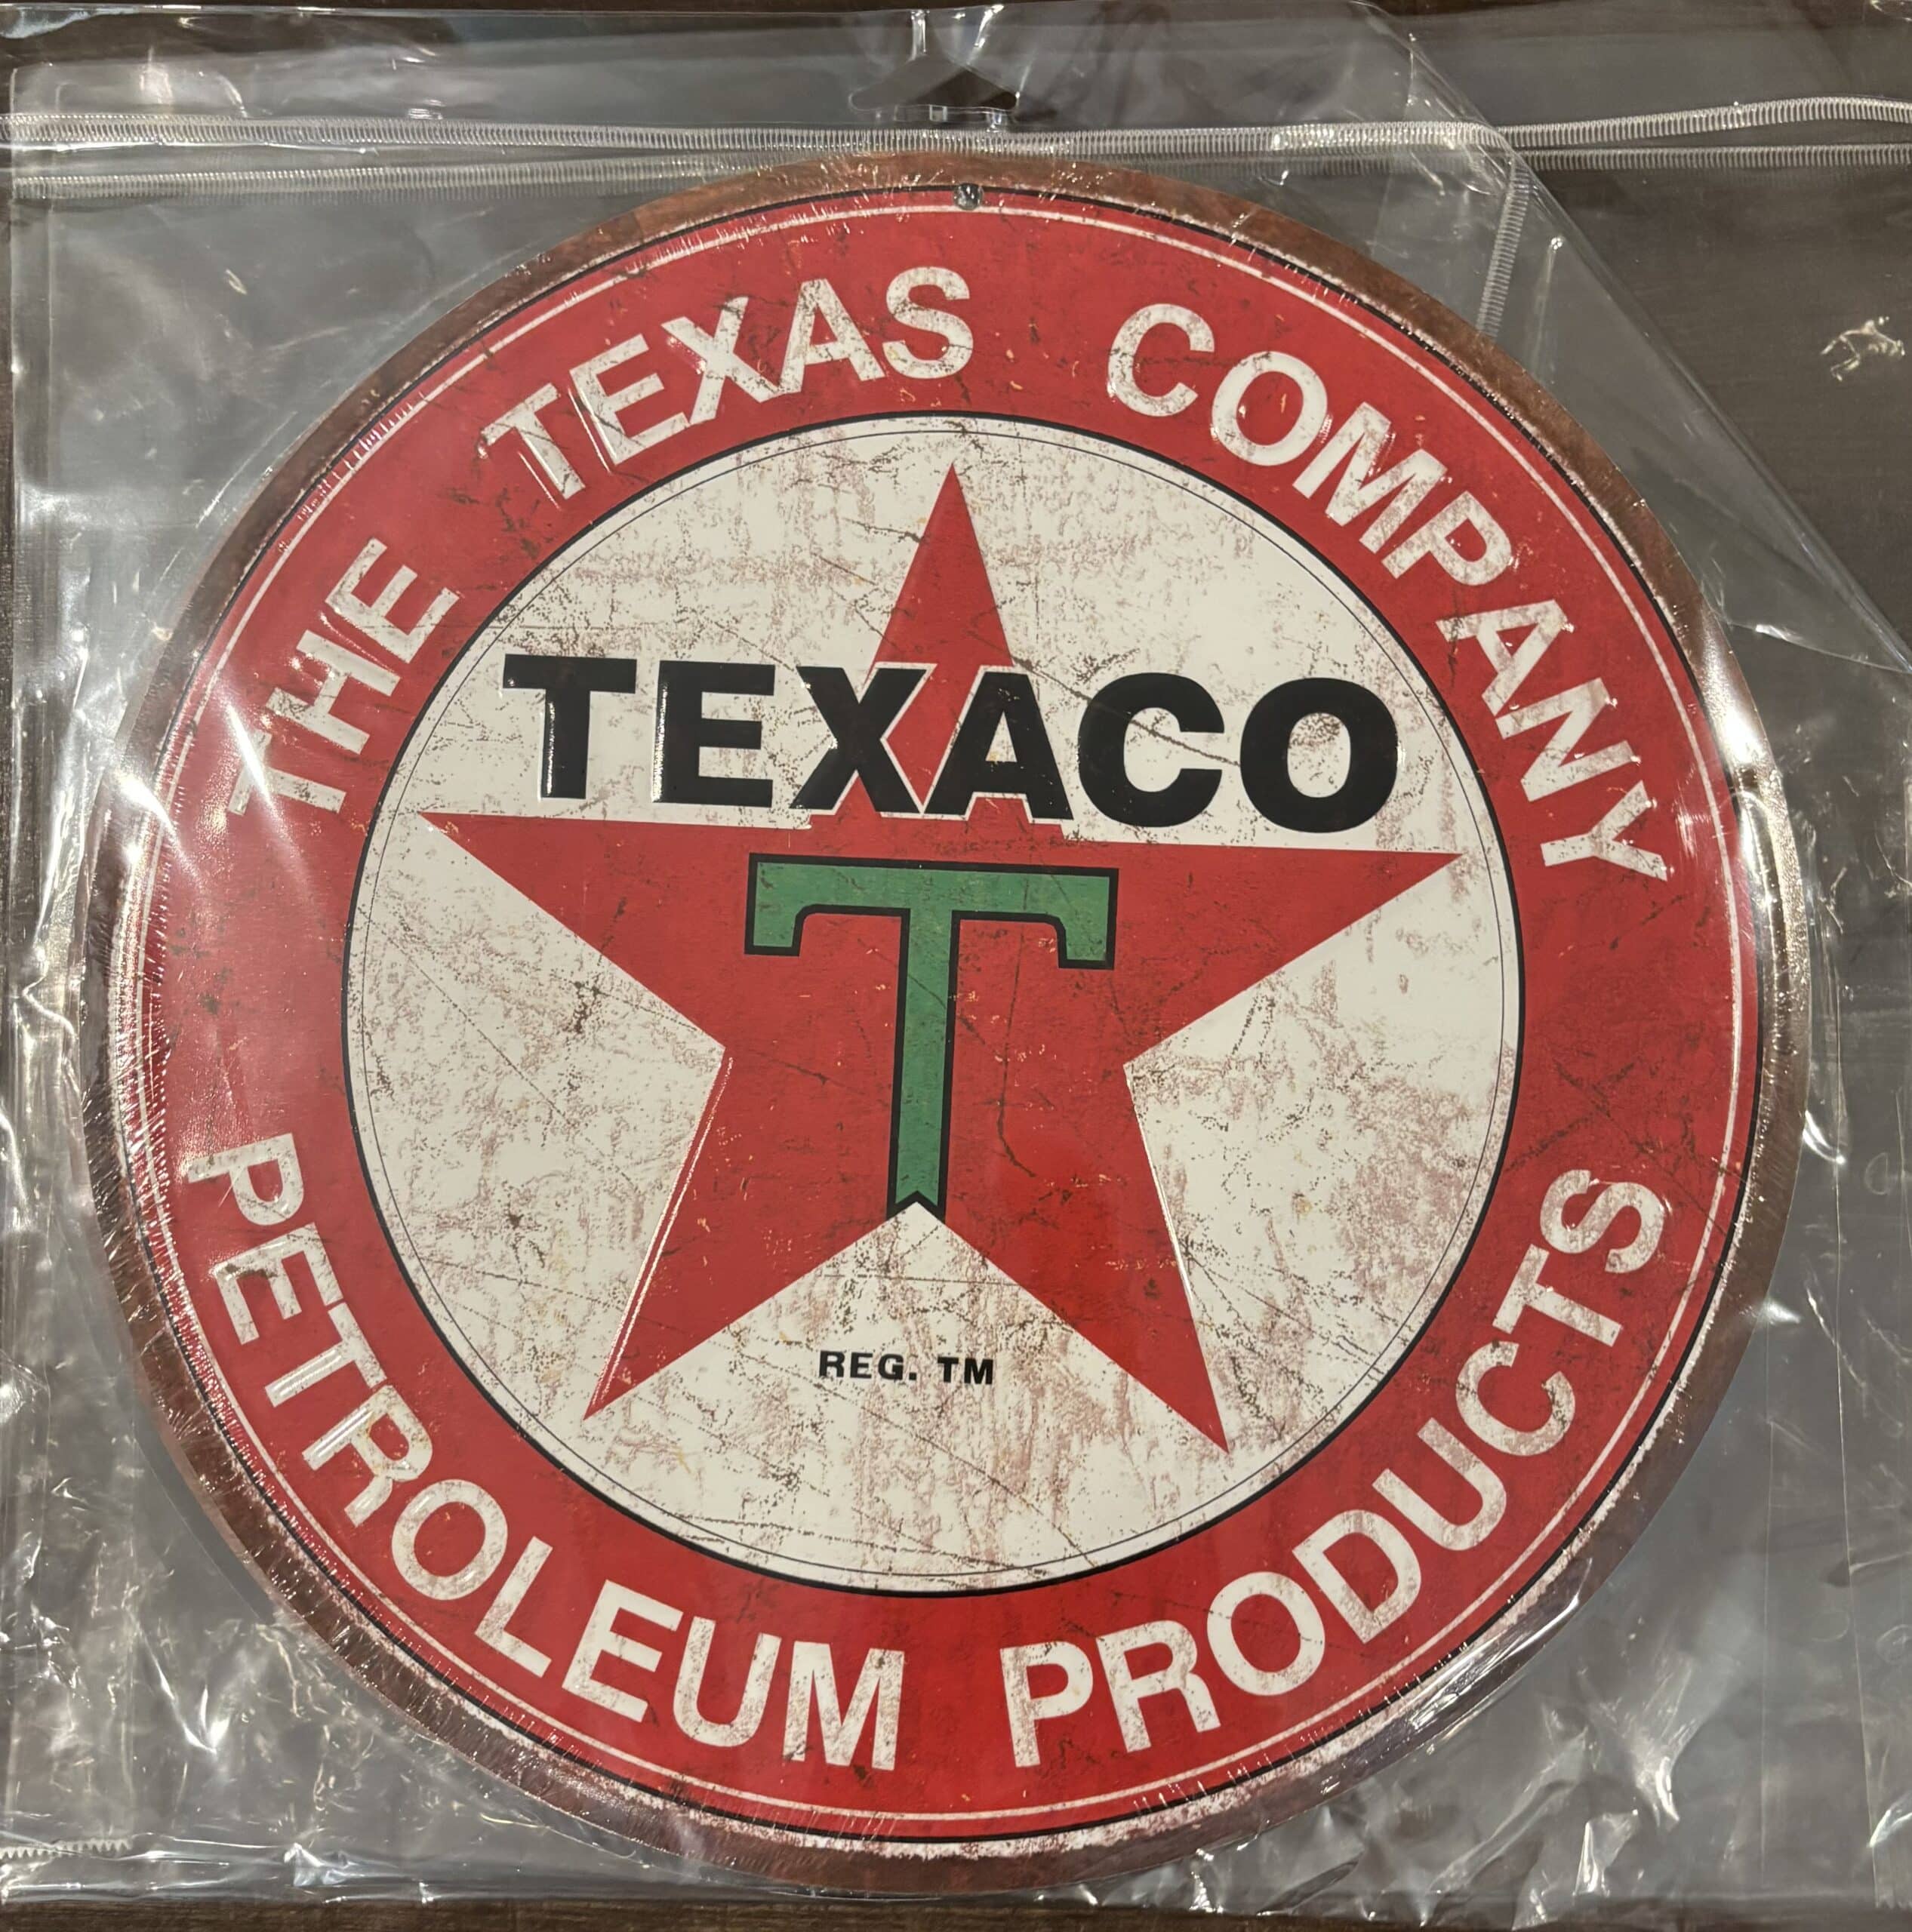 THE TEXAS COMPANY
TEXACO
T
REG. TM
PETROLEUM PRODUCTS